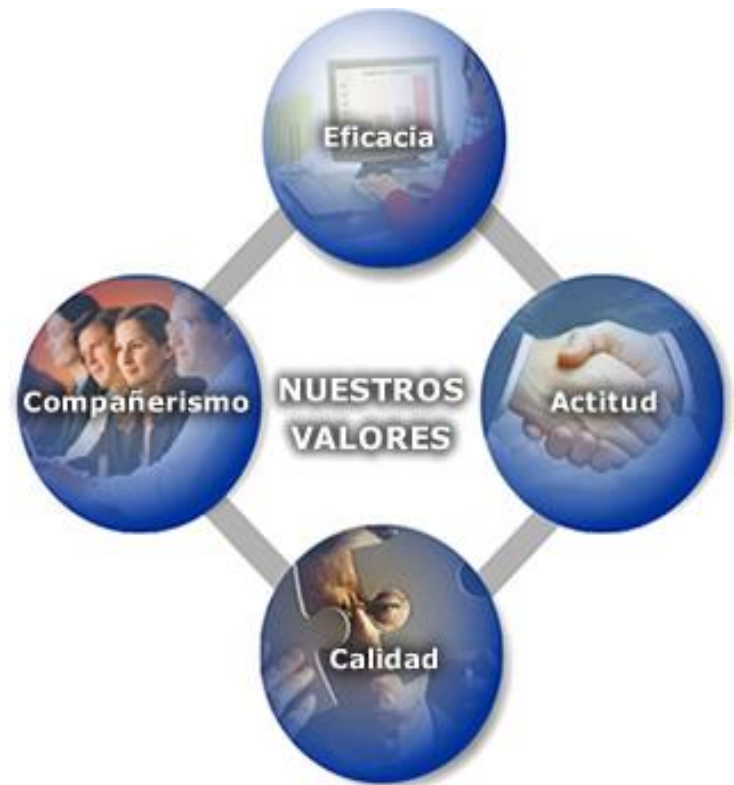 Eficacia
Compañerismo
NUESTROS
VALORES
Actitud
Calidad